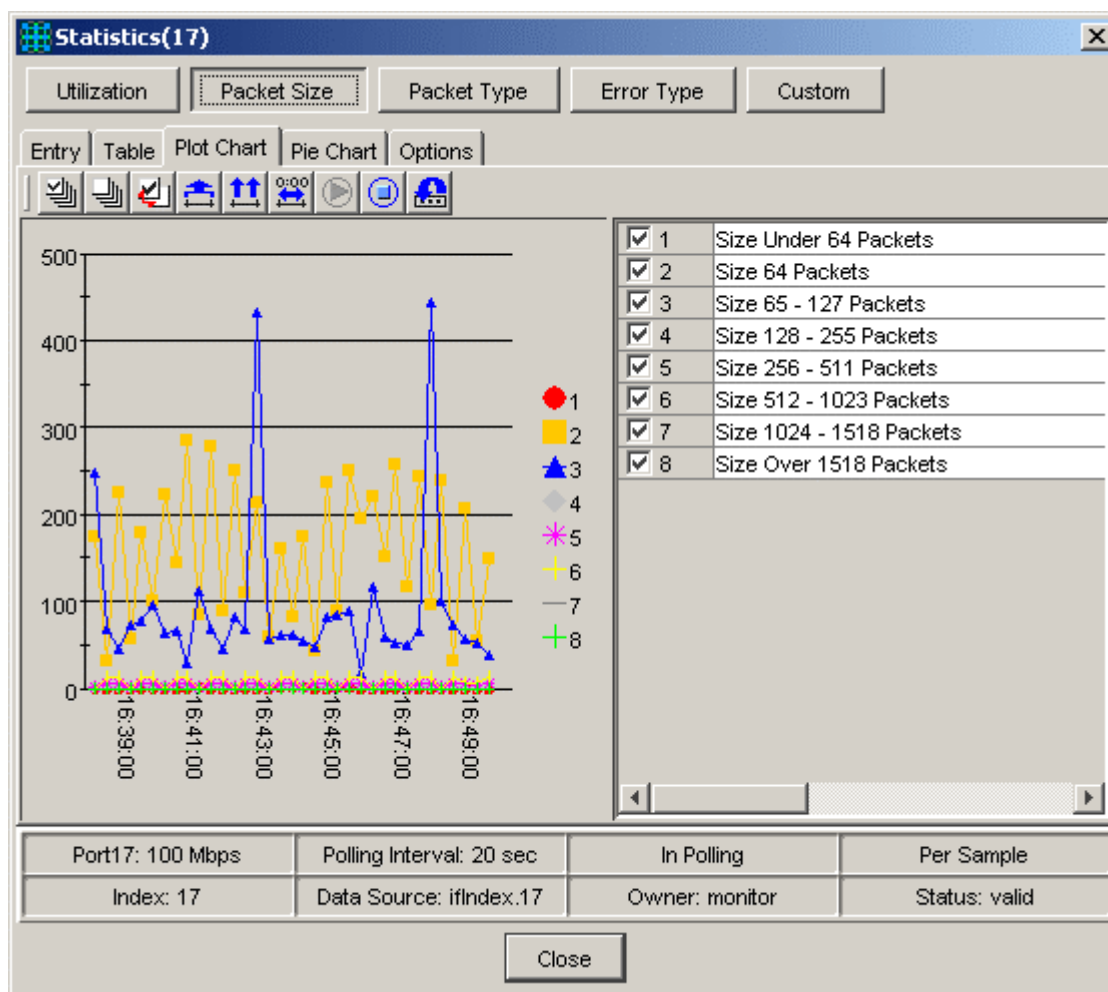 Statistics(17)
Utilization Packet Size Packet Type Error Type Custom
Entry Table Plot Chart Pie Chart Options
0:00
500
400
300
200
100
0
16:39:00 16:41:00 16:43:00 16:45:00 16:47:00 16:49:00
1
2
3
4
5
6
7
8
1 Size Under 64 Packets
2 Size 64 Packets
3 Size 65 - 127 Packets
4 Size 128 - 255 Packets
5 Size 256 - 511 Packets
6 Size 512 - 1023 Packets
7 Size 1024 - 1518 Packets
8 Size Over 1518 Packets
Port17: 100 Mbps Polling Interval: 20 sec In Polling Per Sample
Index: 17 Data Source: ifIndex.17 Owner: monitor Status: valid
Close